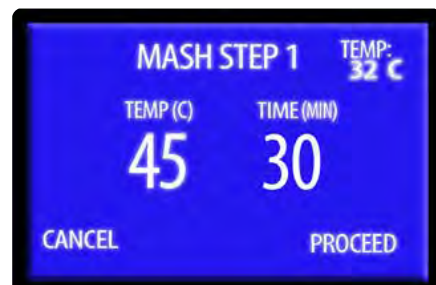 MASH STEP 1
TEMP:
32 C
TEMP (C) TIME (MIN)
45 30
CANCEL PROCEED